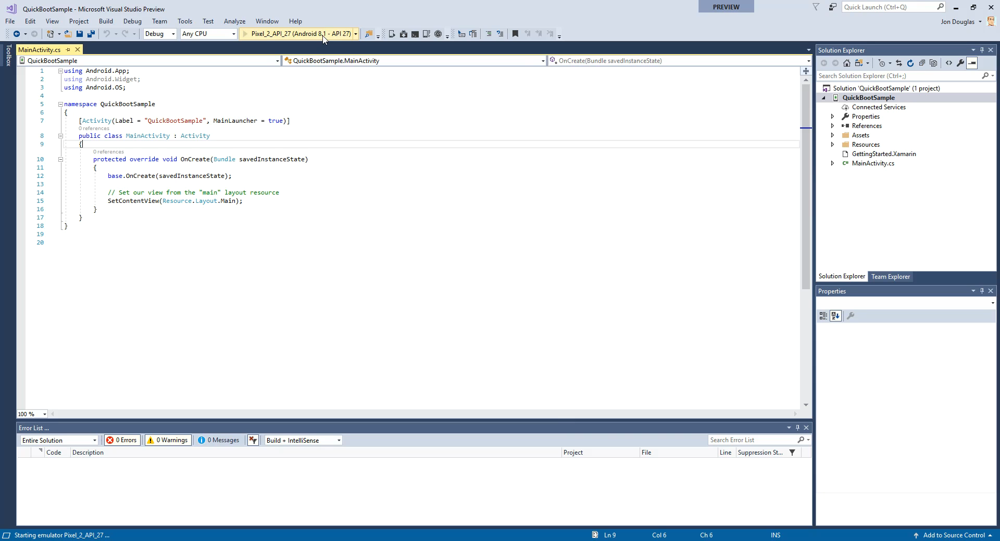 QuickBootSample - Microsoft Visual Studio Preview
PREVIEW
Quick Launch (Ctrl+Q)
File Edit View Project Build Debug Team Tools Test Analyze Window Help
Jon Douglas
Debug Any CPU Pixel_2_API_27 (Android 8.1 - API 27)
Toolbox
MainActivity.cs
QuickBootSample QuickBootSample.MainActivity OnCreate(Bundle savedInstanceState)
1 using Android.App;
2 using Android.Widget;
3 using Android.OS;
4
5 namespace QuickBootSample
6 {
7 [Activity(Label = "QuickBootSample", MainLauncher = true)]
0 references
8 public class MainActivity : Activity
9 {
0 references
10 protected override void OnCreate(Bundle savedInstanceState)
11 {
12 base.OnCreate(savedInstanceState);
13
14 // Set our view from the "main" layout resource
15 SetContentView(Resource.Layout.Main);
16 }
17 }
18 }
19
20
100 %
Solution Explorer
Search Solution Explorer (Ctrl+;)
Solution 'QuickBootSample' (1 project)
QuickBootSample
Connected Services
Properties
References
Assets
Resources
GettingStarted.Xamarin
C# MainActivity.cs
Solution Explorer Team Explorer
Properties
Error List ...
Entire Solution 0 Errors 0 Warnings 0 Messages Build + IntelliSense Search Error List
Code Description Project File Line Suppression St...
Starting emulator Pixel_2_API_27 ... Ln 9 Col 6 Ch 6 INS Add to Source Control